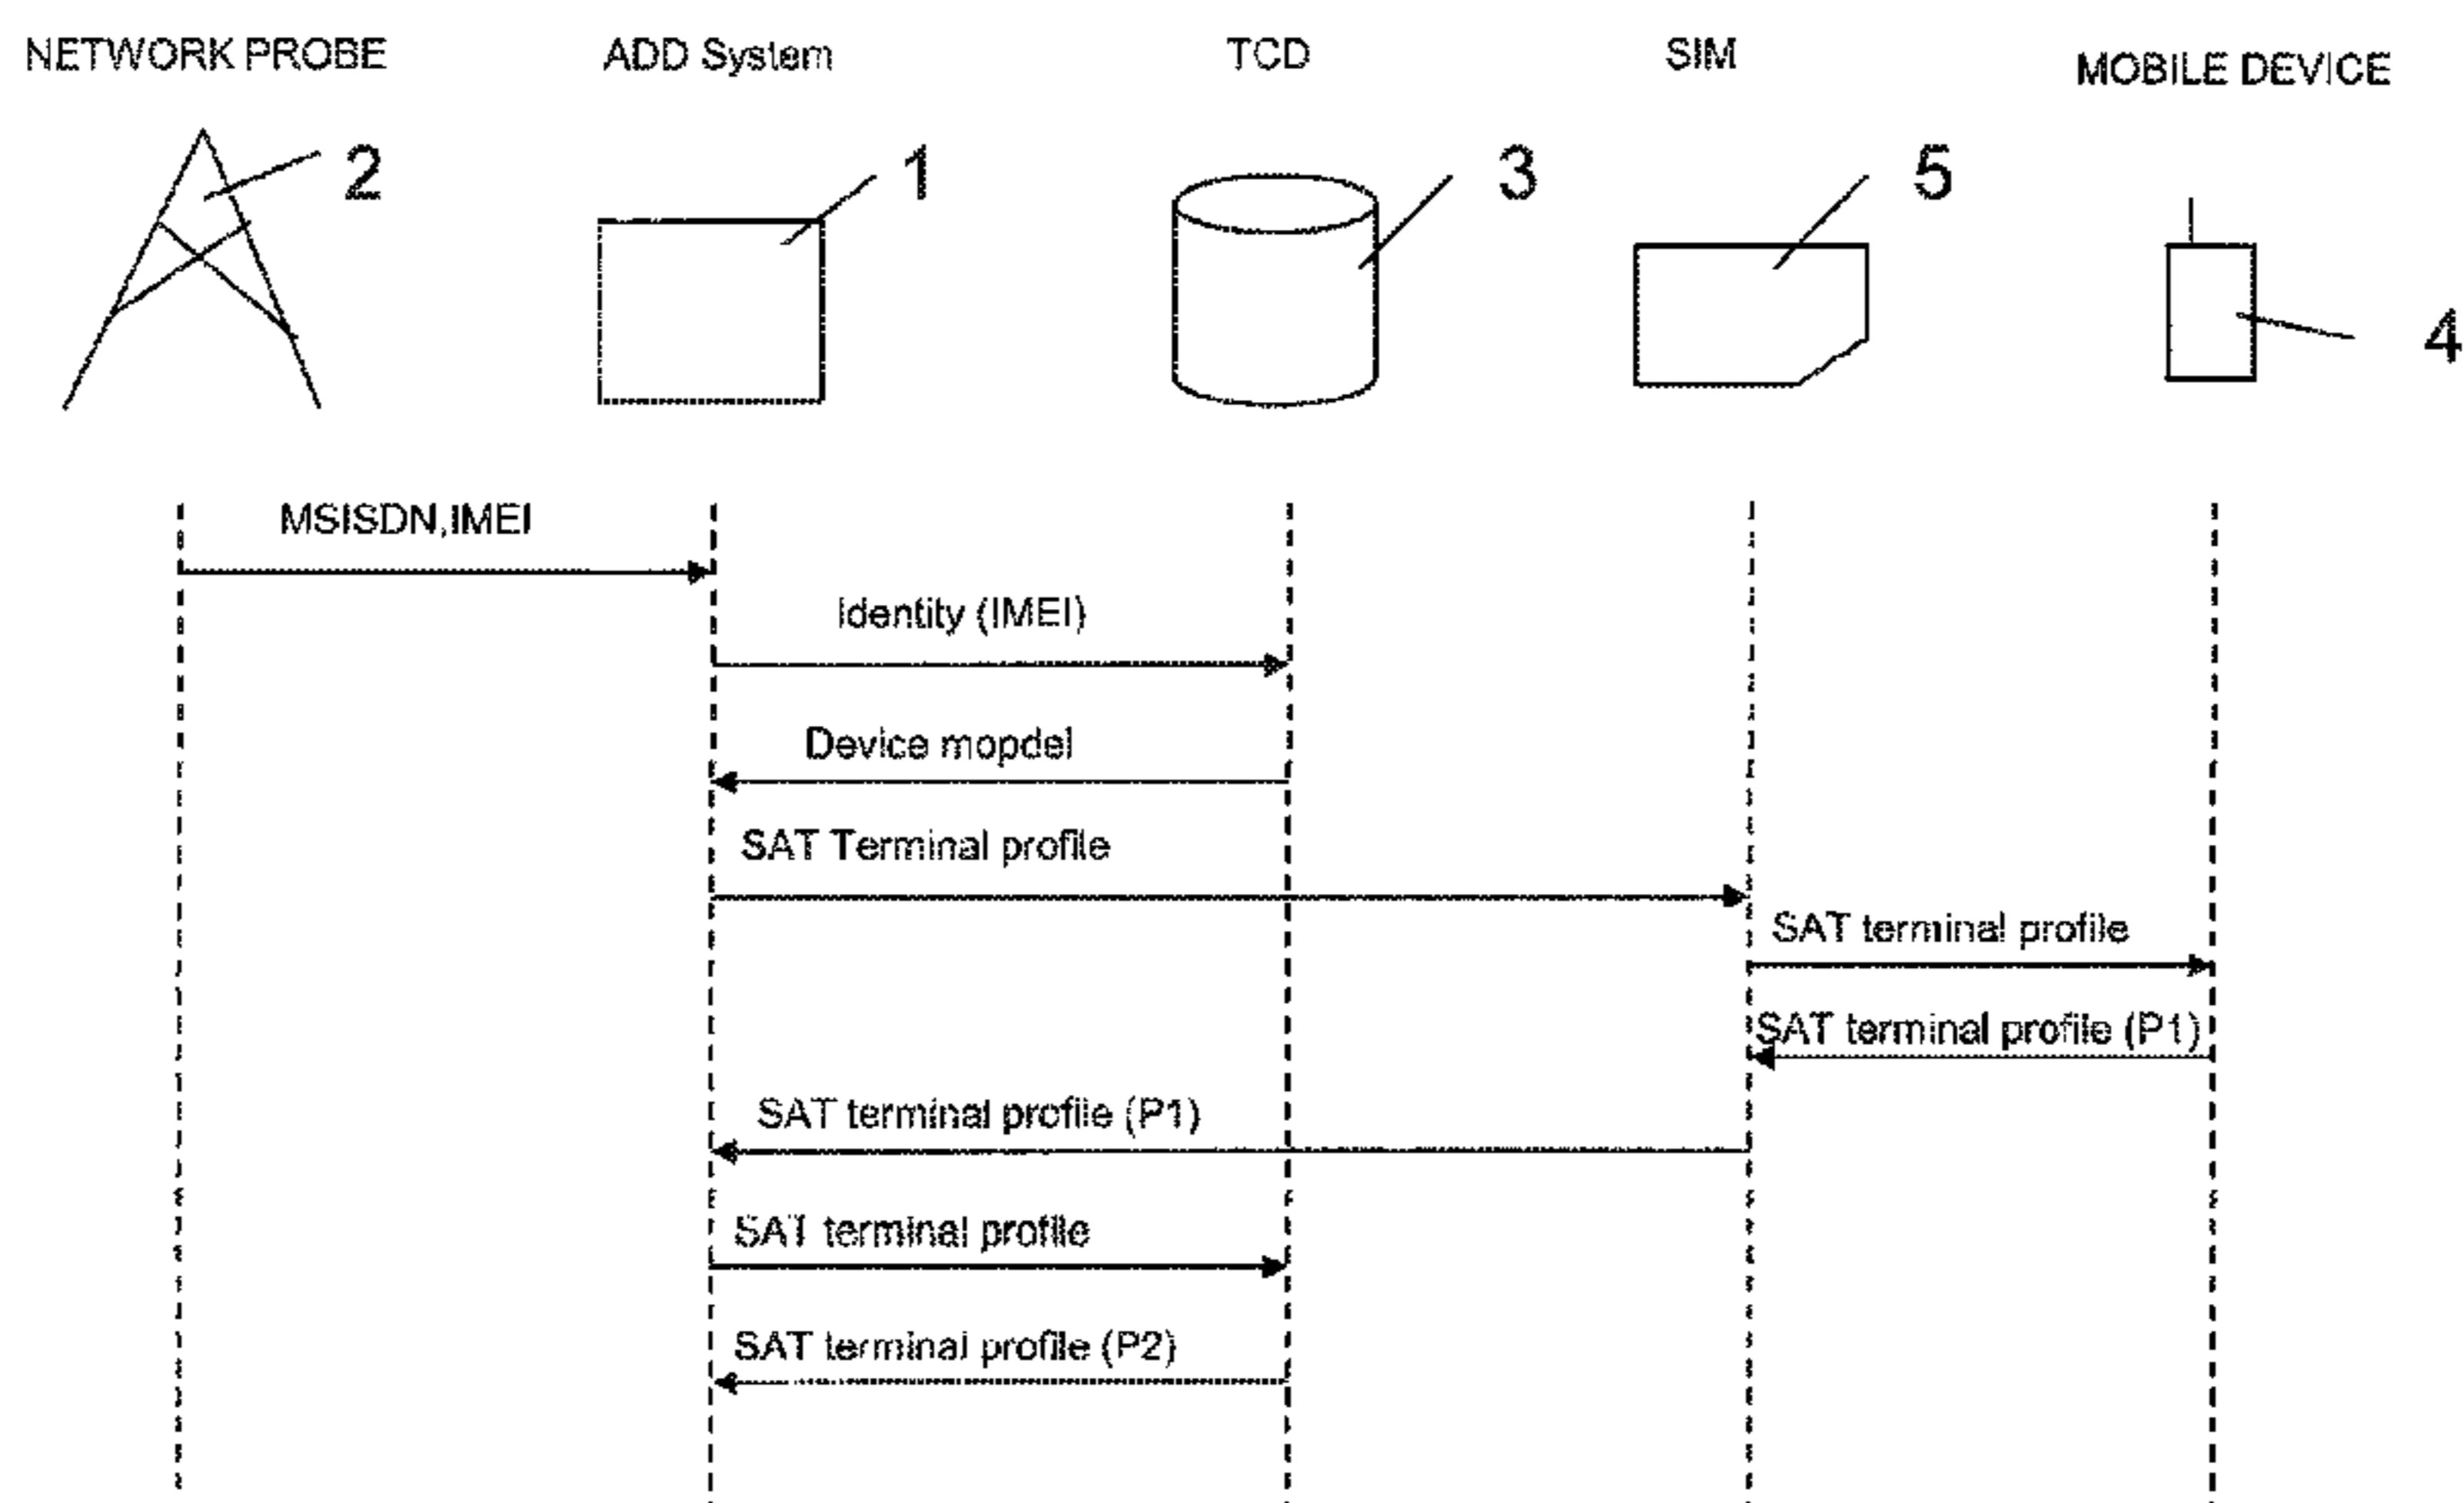 NETWORK PROBE
ADD System
TCD
SIM
MOBILE DEVICE
2
1
3
5
4
MSISDN,IMEI
Identity (IMEI)
Device mopdel
SAT Terminal profile
SAT terminal profile
SAT terminal profile (P1)
SAT terminal profile (P1)
SAT terminal profile
SAT terminal profile (P2)